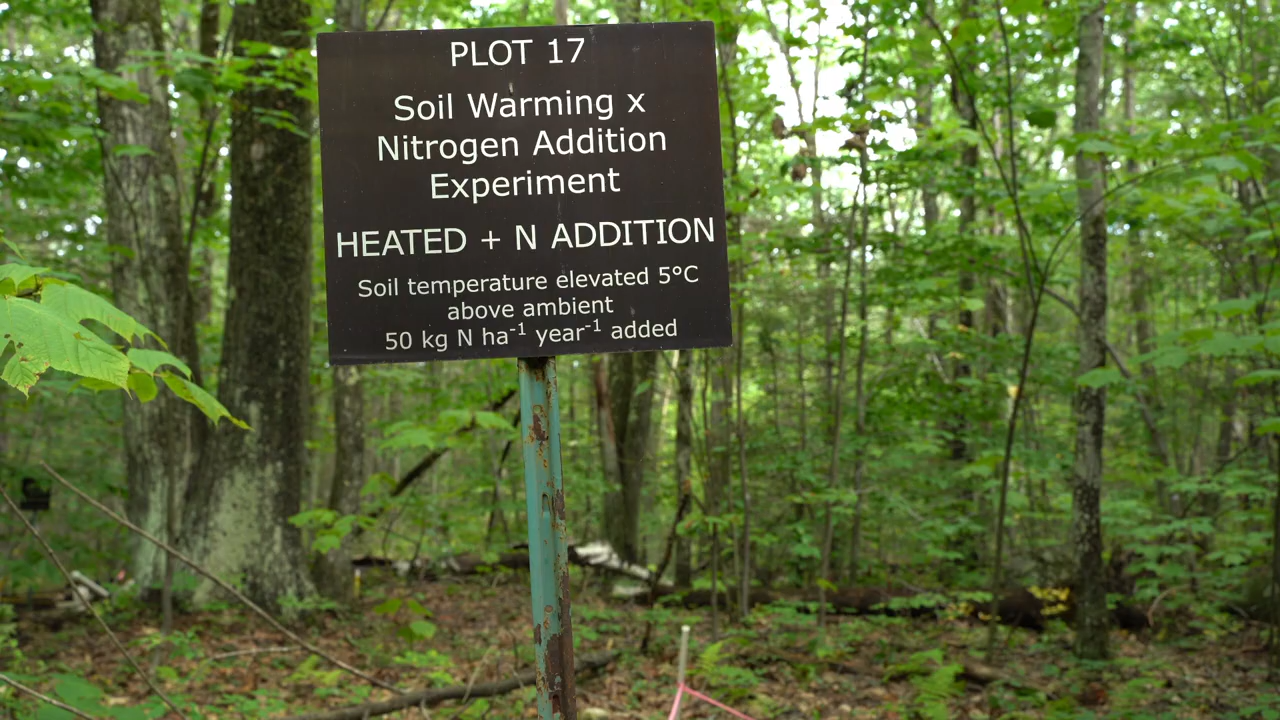 PLOT 17
Soil Warming x
Nitrogen Addition
Experiment
HEATED + N ADDITION
Soil temperature elevated 5°C
above ambient
50 kg N ha⁻¹ year⁻¹ added